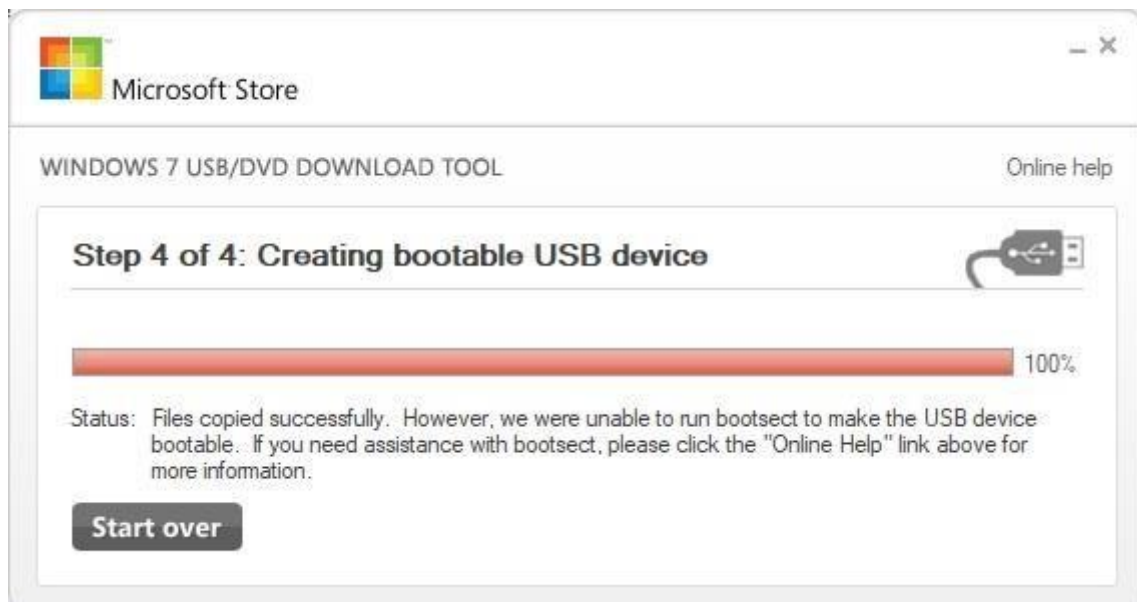 Microsoft Store
WINDOWS 7 USB/DVD DOWNLOAD TOOL
Online help
Step 4 of 4: Creating bootable USB device
100%
Status: Files copied successfully. However, we were unable to run bootsect to make the USB device
bootable. If you need assistance with bootsect, please click the "Online Help" link above for
more information.
Start over